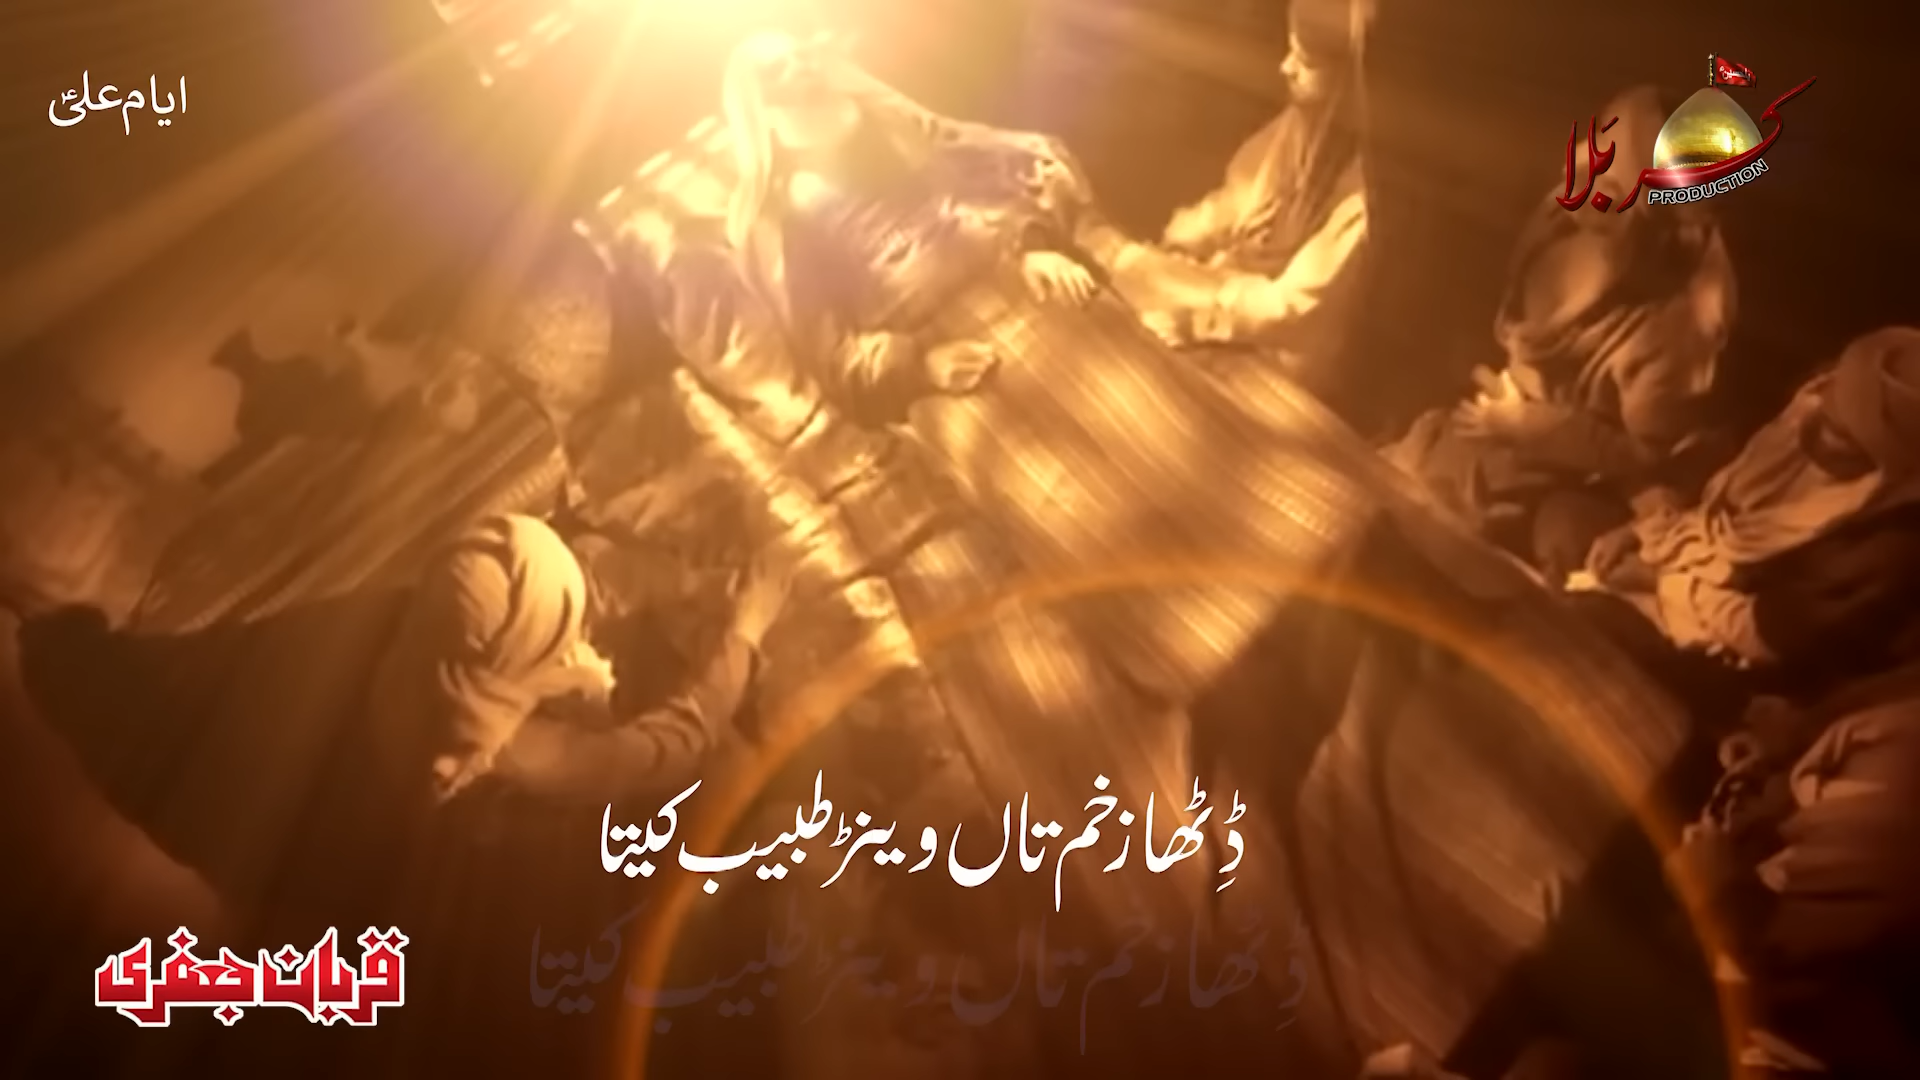 ایام علیؑ
کربلا
PRODUCTION
ڈِٹھا زخم تاں وینڑ طبیب کیتا
ڈِٹھا زخم تاں وینڑ طبیب کیتا
قربان جعفری